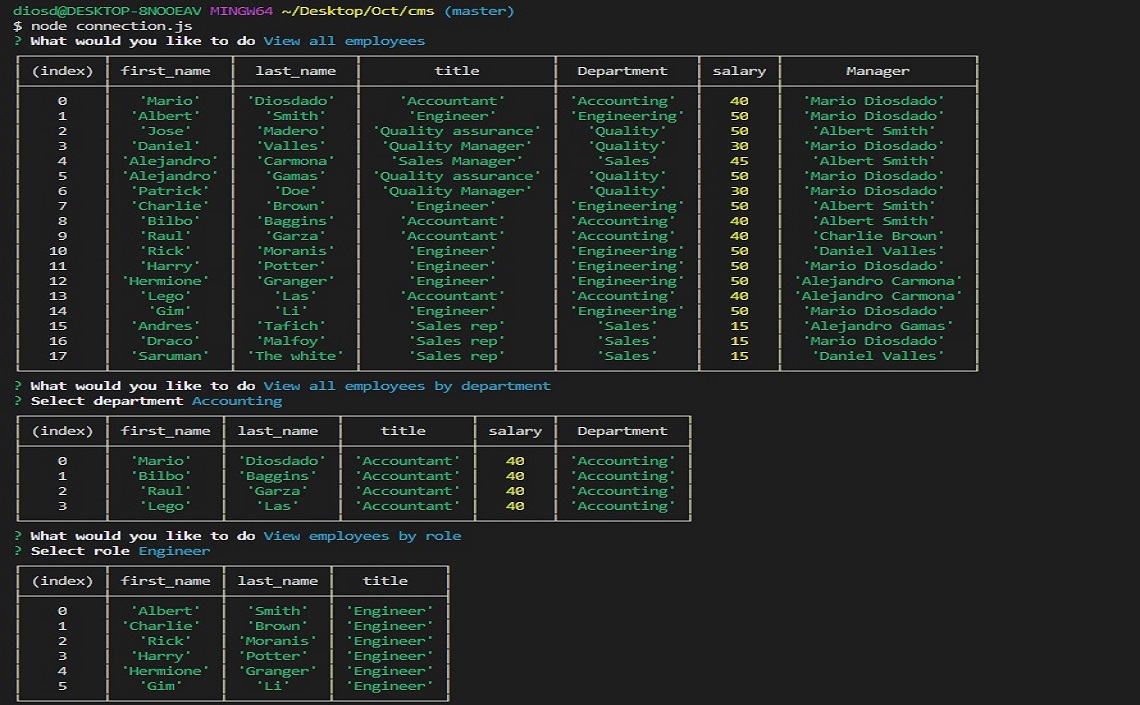 diosd@DESKTOP-8NOOEAV MINGW64 ~/Desktop/Oct/cms (master)
$ node connection.js
? What would you like to do View all employees
(index) first_name last_name title Department salary Manager
0 'Mario' 'Diosdado' 'Accountant' 'Accounting' 40 'Mario Diosdado'
1 'Albert' 'Smith' 'Engineer' 'Engineering' 50 'Mario Diosdado'
2 'Jose' 'Madero' 'Quality assurance' 'Quality' 50 'Albert Smith'
3 'Daniel' 'Valles' 'Quality Manager' 'Quality' 30 'Mario Diosdado'
4 'Alejandro' 'Carmona' 'Sales Manager' 'Sales' 45 'Albert Smith'
5 'Alejandro' 'Gamas' 'Quality assurance' 'Quality' 50 'Mario Diosdado'
6 'Patrick' 'Doe' 'Quality Manager' 'Quality' 30 'Mario Diosdado'
7 'Charlie' 'Brown' 'Engineer' 'Engineering' 50 'Albert Smith'
8 'Bilbo' 'Baggins' 'Accountant' 'Accounting' 40 'Albert Smith'
9 'Raul' 'Garza' 'Accountant' 'Accounting' 40 'Charlie Brown'
10 'Rick' 'Moranis' 'Engineer' 'Engineering' 50 'Daniel Valles'
11 'Harry' 'Potter' 'Engineer' 'Engineering' 50 'Mario Diosdado'
12 'Hermione' 'Granger' 'Engineer' 'Engineering' 50 'Alejandro Carmona'
13 'Lego' 'Las' 'Accountant' 'Accounting' 40 'Alejandro Carmona'
14 'Gim' 'Li' 'Engineer' 'Engineering' 50 'Mario Diosdado'
15 'Andres' 'Tafich' 'Sales rep' 'Sales' 15 'Alejandro Gamas'
16 'Draco' 'Malfoy' 'Sales rep' 'Sales' 15 'Mario Diosdado'
17 'Saruman' 'The white' 'Sales rep' 'Sales' 15 'Daniel Valles'
? What would you like to do View all employees by department
? Select department Accounting
(index) first_name last_name title salary Department
0 'Mario' 'Diosdado' 'Accountant' 40 'Accounting'
1 'Bilbo' 'Baggins' 'Accountant' 40 'Accounting'
2 'Raul' 'Garza' 'Accountant' 40 'Accounting'
3 'Lego' 'Las' 'Accountant' 40 'Accounting'
? What would you like to do View employees by role
? Select role Engineer
(index) first_name last_name title
0 'Albert' 'Smith' 'Engineer'
1 'Charlie' 'Brown' 'Engineer'
2 'Rick' 'Moranis' 'Engineer'
3 'Harry' 'Potter' 'Engineer'
4 'Hermione' 'Granger' 'Engineer'
5 'Gim' 'Li' 'Engineer'